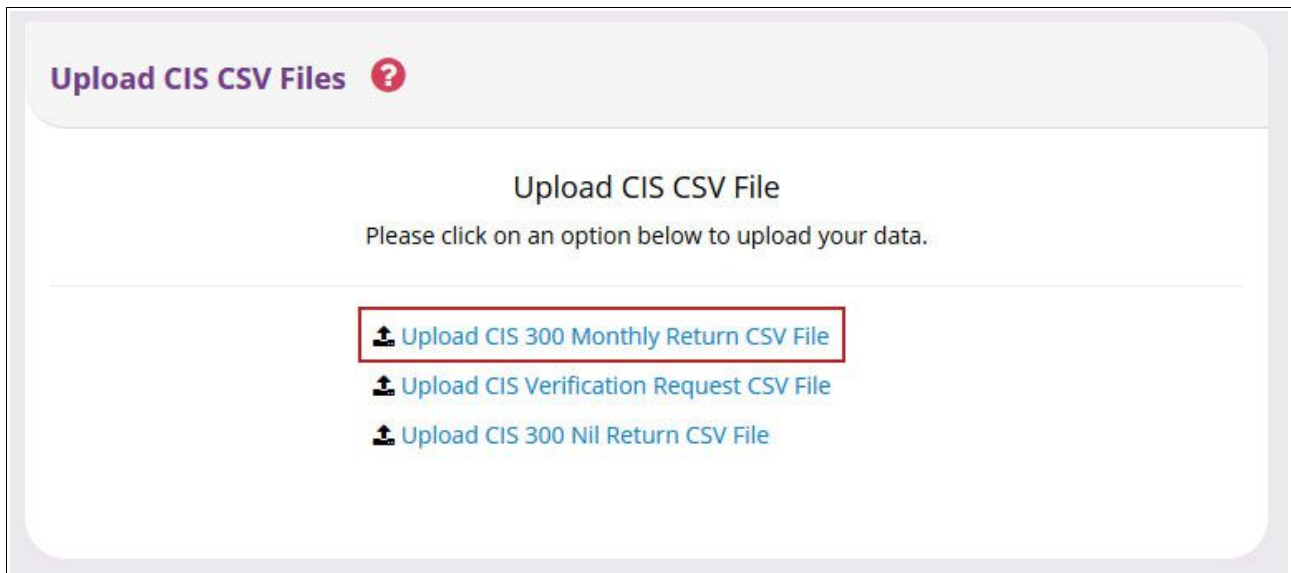 Upload CIS CSV Files
Upload CIS CSV File
Please click on an option below to upload your data.
Upload CIS 300 Monthly Return CSV File
Upload CIS Verification Request CSV File
Upload CIS 300 Nil Return CSV File